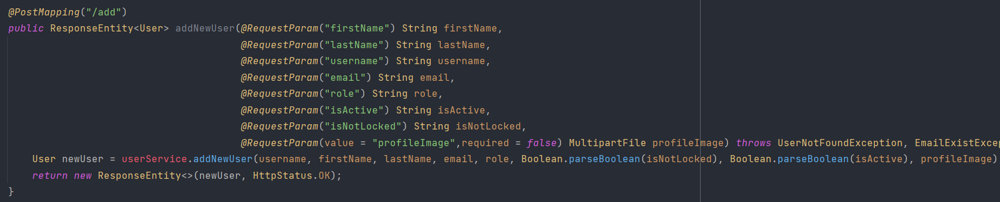 @PostMapping("/add")
public ResponseEntity<User> addNewUser(@RequestParam("firstName") String firstName,
@RequestParam("lastName") String lastName,
@RequestParam("username") String username,
@RequestParam("email") String email,
@RequestParam("role") String role,
@RequestParam("isActive") String isActive,
@RequestParam("isNotLocked") String isNotLocked,
@RequestParam(value = "profileImage",required = false) MultipartFile profileImage) throws UserNotFoundException,
User newUser = userService.addNewUser(username, firstName, lastName, email, role, Boolean.parseBoolean(isNotLocked), Boolean.parseBoolean(isActive), profileImage)
return new ResponseEntity<>(newUser, HttpStatus.OK);
}